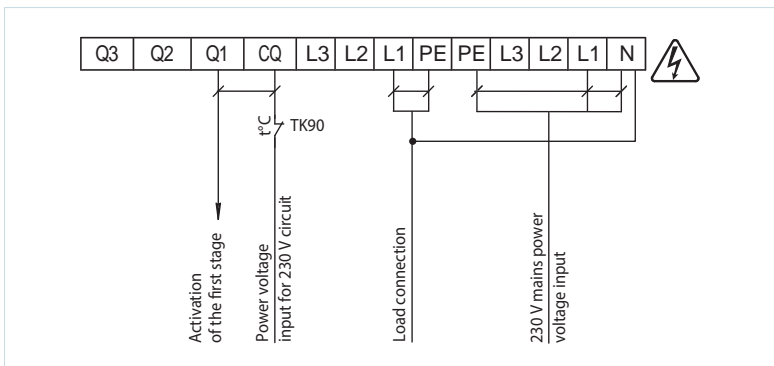 Q3 Q2 Q1 CQ L3 L2 L1 PE PE L3 L2 L1 N
t°C TK90
Activation
of the first stage
Power voltage
input for 230 V circuit
Load connection
230 V mains power
voltage input